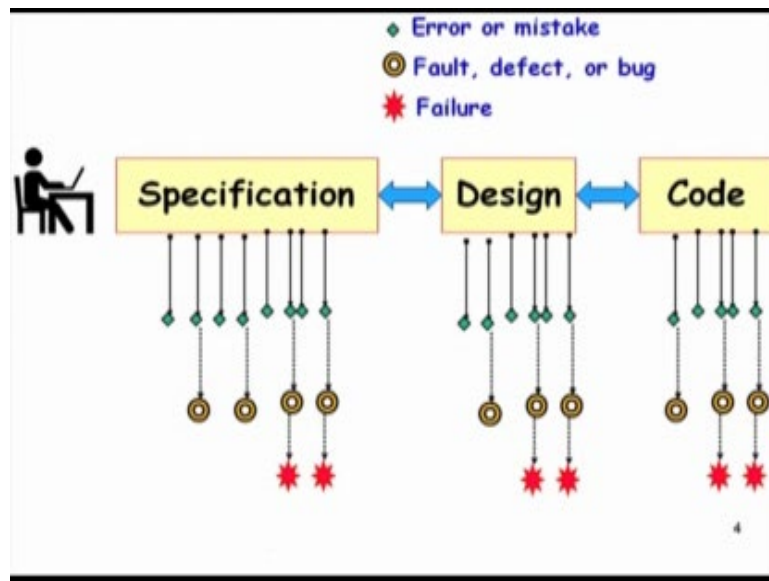 Error or mistake
Fault, defect, or bug
Failure
Specification
Design
Code
4